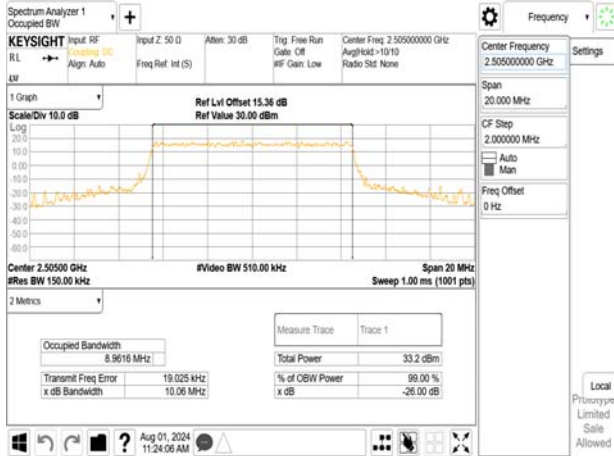 Spectrum Analyzer 1
Occupied BW
+
Frequency
KEYSIGHT
RL
Input: RF
Coupling: DC
Align: Auto
Input Z: 50 Ω
Freq Ref: Int (S)
Atten: 30 dB
Trig: Free Run
Gate: Off
#IF Gain: Low
Center Freq: 2.505000000 GHz
Avg|Hold:>10/10
Radio Std: None
Center Frequency
2.505000000 GHz
Settings
Span
20.000 MHz
CF Step
2.000000 MHz
Auto
Man
Freq Offset
0 Hz
1 Graph
Scale/Div 10.0 dB
Ref Lvl Offset 15.36 dB
Ref Value 30.00 dBm
Log
20.0
10.0
0.00
-10.0
-20.0
-30.0
-40.0
-50.0
-60.0
Center 2.50500 GHz
#Res BW 150.00 kHz
#Video BW 510.00 kHz
Span 20 MHz
Sweep 1.00 ms (1001 pts)
2 Metrics
Measure Trace
Trace 1
Occupied Bandwidth
8.9616 MHz
Total Power
33.2 dBm
Transmit Freq Error
19.025 kHz
% of OBW Power
99.00 %
x dB Bandwidth
10.06 MHz
x dB
-26.00 dB
Local
Prototype
Limited
Sale
Allowed
?
Aug 01, 2024
11:24:06 AM